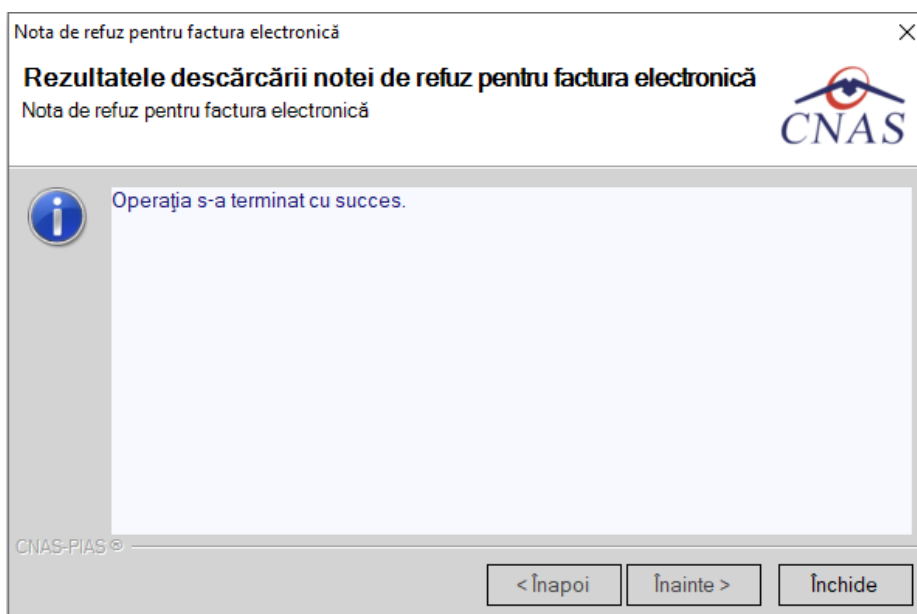 Nota de refuz pentru factura electronică
Rezultatele descărcării notei de refuz pentru factura electronică
Nota de refuz pentru factura electronică
CNAS
Operaţia s-a terminat cu succes.
CNAS-PIAS ®
< Înapoi
Înainte >
Închide